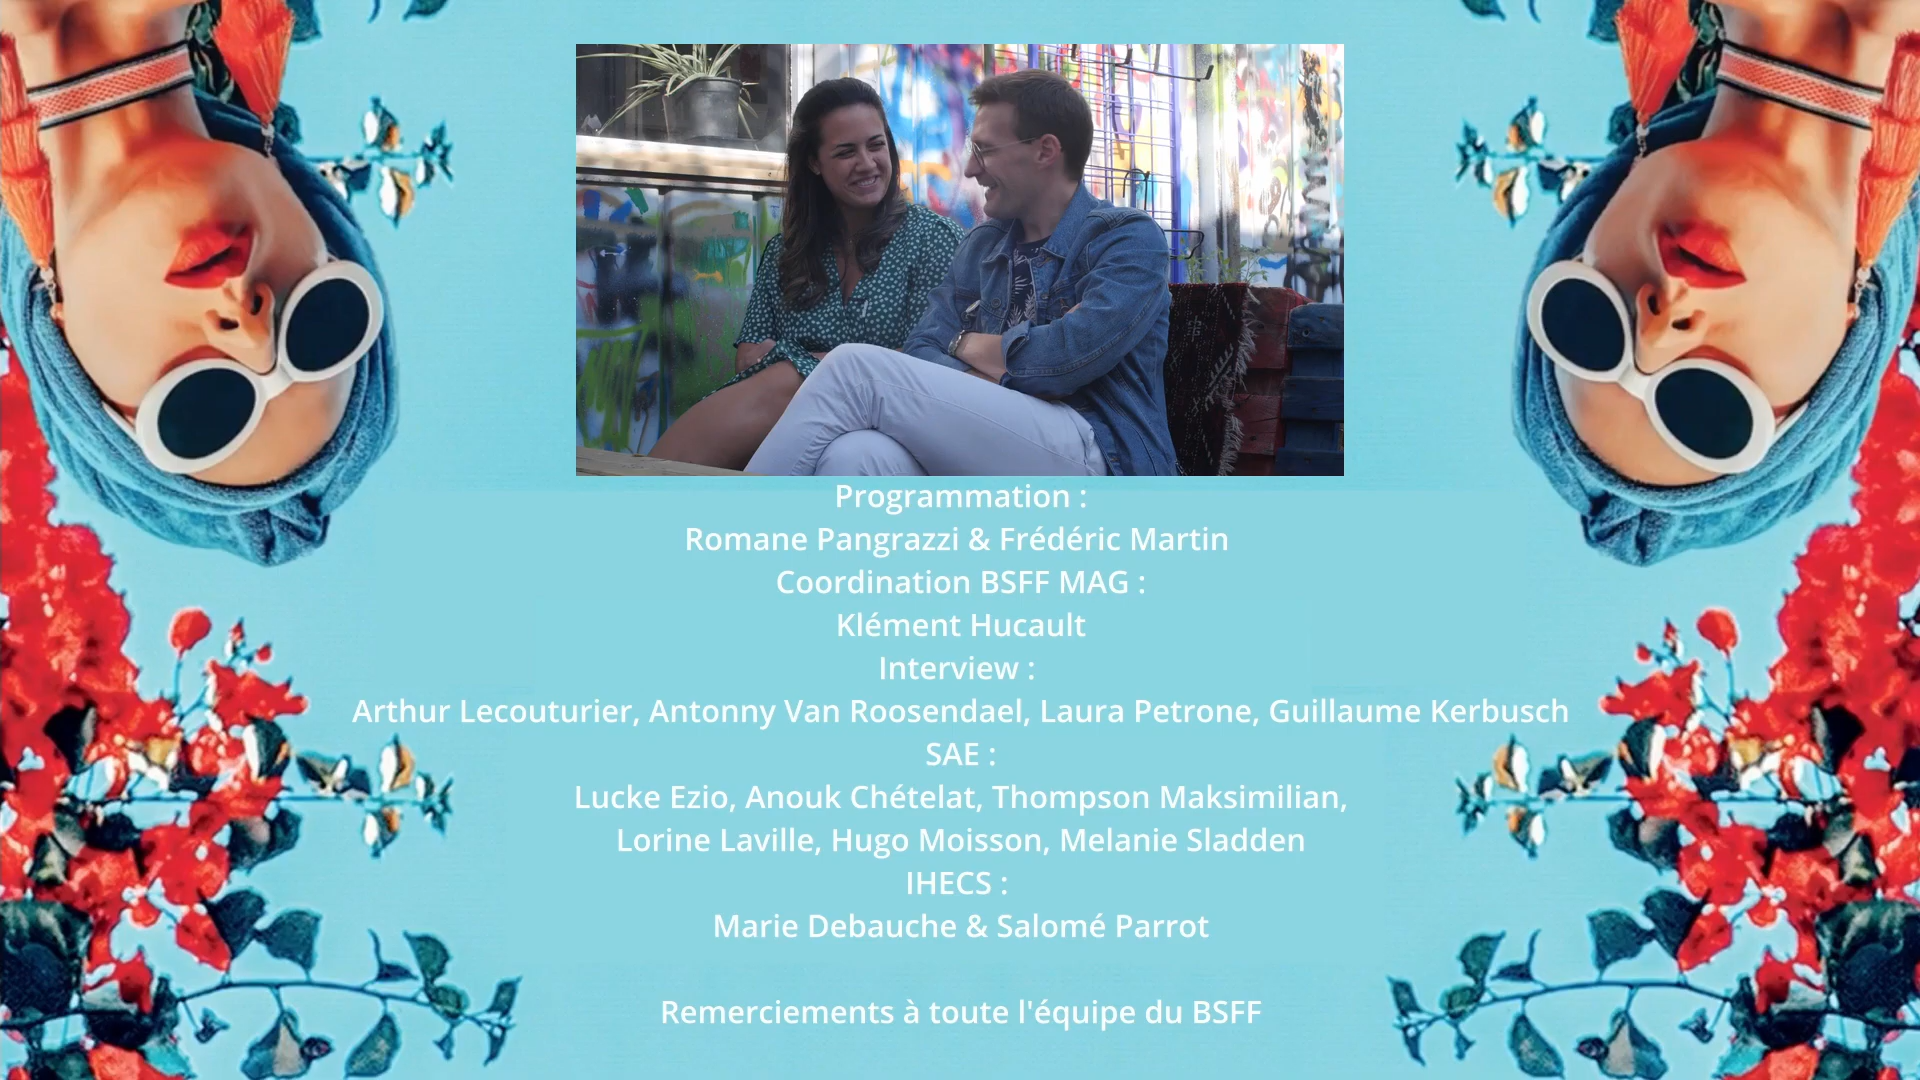 Programmation :
Romane Pangrazzi & Frédéric Martin
Coordination BSFF MAG :
Klément Hucault
Interview :
Arthur Lecouturier, Antonny Van Roosendael, Laura Petrone, Guillaume Kerbusch
SAE :
Lucke Ezio, Anouk Chételat, Thompson Maksimilian,
Lorine Laville, Hugo Moisson, Melanie Sladden
IHECS :
Marie Debauche & Salomé Parrot
Remerciements à toute l'équipe du BSFF